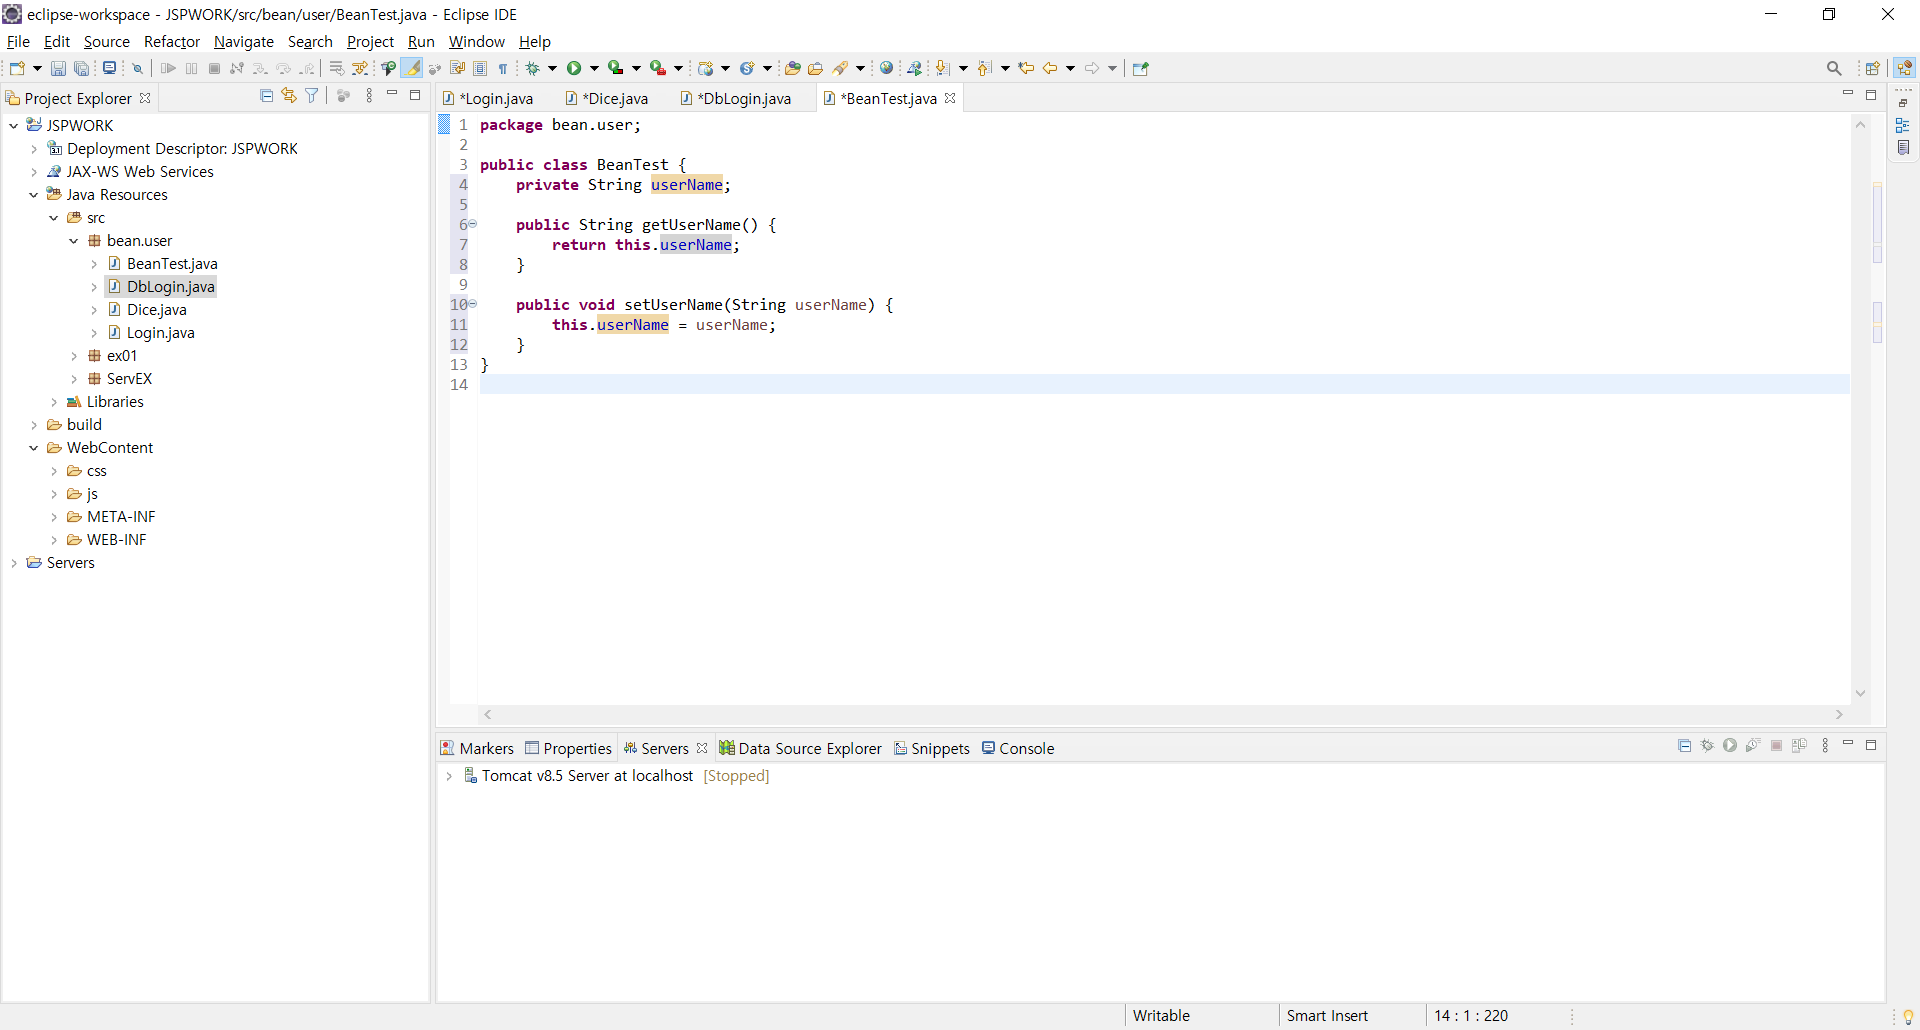 eclipse-workspace - JSPWORK/src/bean/user/BeanTest.java - Eclipse IDE
File Edit Source Refactor Navigate Search Project Run Window Help
Project Explorer
JSPWORK
Deployment Descriptor: JSPWORK
JAX-WS Web Services
Java Resources
src
bean.user
BeanTest.java
DbLogin.java
Dice.java
Login.java
ex01
ServEX
Libraries
build
WebContent
css
js
META-INF
WEB-INF
Servers
*Login.java *Dice.java *DbLogin.java *BeanTest.java
1 package bean.user;
2
3 public class BeanTest {
4 private String userName;
5
6 public String getUserName() {
7 return this.userName;
8 }
9
10 public void setUserName(String userName) {
11 this.userName = userName;
12 }
13 }
14
Markers Properties Servers Data Source Explorer Snippets Console
Tomcat v8.5 Server at localhost [Stopped]
Writable Smart Insert 14 : 1 : 220